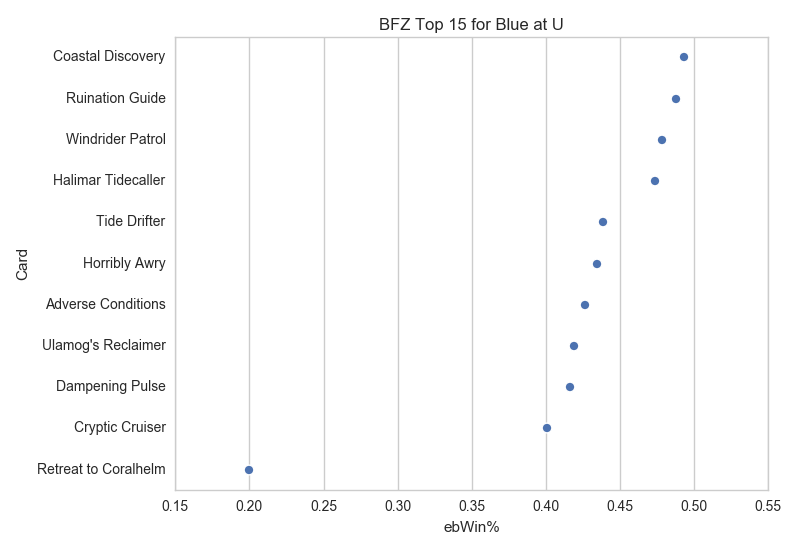 BFZ Top 15 for Blue at U
Coastal Discovery
Ruination Guide
Windrider Patrol
Halimar Tidecaller
Tide Drifter
Horribly Awry
Adverse Conditions
Ulamog's Reclaimer
Dampening Pulse
Cryptic Cruiser
Retreat to Coralhelm
Card
0.15 0.20 0.25 0.30 0.35 0.40 0.45 0.50 0.55
ebWin%